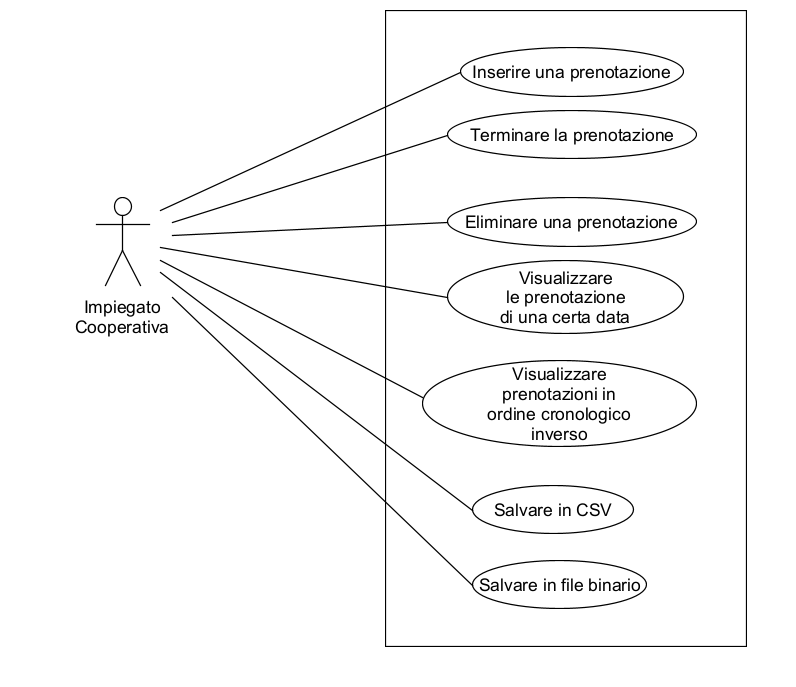 Inserire una prenotazione
Terminare la prenotazione
Eliminare una prenotazione
Visualizzare
le prenotazione
di una certa data
Impiegato
Cooperativa
Visualizzare
prenotazioni in
ordine cronologico
inverso
Salvare in CSV
Salvare in file binario